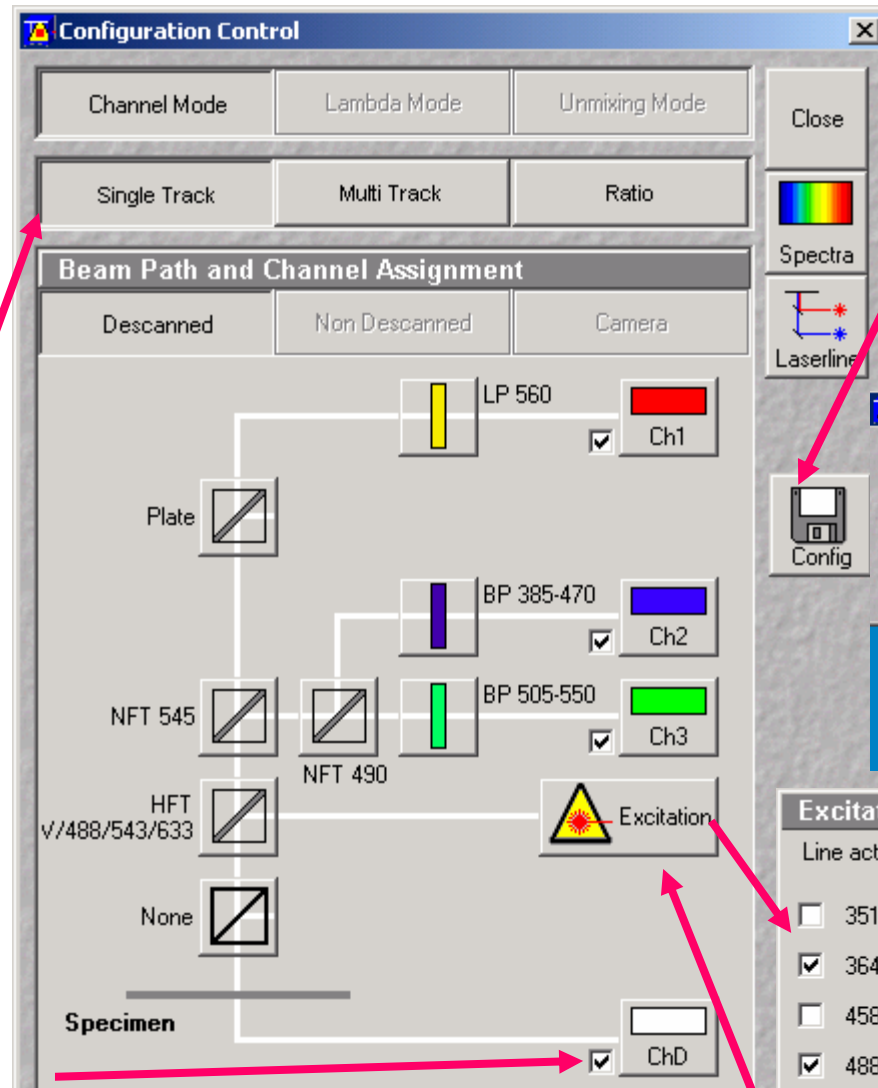 Configuration Control
Channel Mode
Lambda Mode
Unmixing Mode
Close
Single Track
Multi Track
Ratio
Spectra
Beam Path and Channel Assignment
Descanned
Non Descanned
Camera
Laserline
LP 560
Ch1
Plate
Config
BP 385-470
Ch2
NFT 545
BP 505-550
Ch3
NFT 490
HFT
V/488/543/633
Excitation
Excita
Line act
None
351
364
458
488
Specimen
ChD